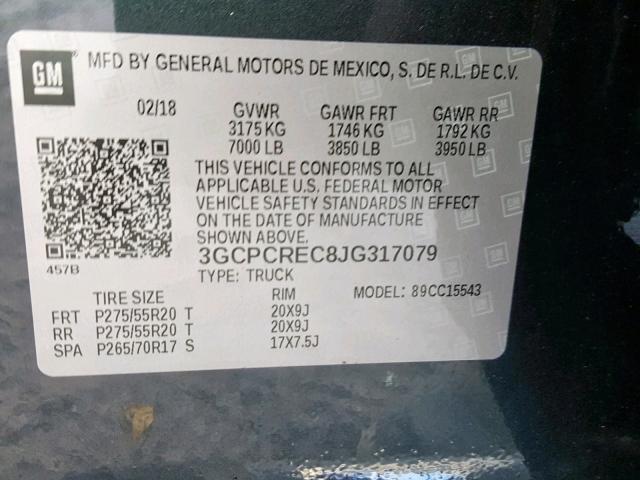 GM
MFD BY GENERAL MOTORS DE MEXICO, S. DE R.L. DE C.V.
02/18 GVWR GAWR FRT GAWR RR
3175 KG 1746 KG 1792 KG
7000 LB 3850 LB 3950 LB
THIS VEHICLE CONFORMS TO ALL
APPLICABLE U.S. FEDERAL MOTOR
VEHICLE SAFETY STANDARDS IN EFFECT
ON THE DATE OF MANUFACTURE
SHOWN ABOVE.
3GCPCREC8JG317079
457B
TYPE: TRUCK
TIRE SIZE RIM MODEL: 89CC15543
FRT P275/55R20 T 20X9J
RR P275/55R20 T 20X9J
SPA P265/70R17 S 17X7.5J